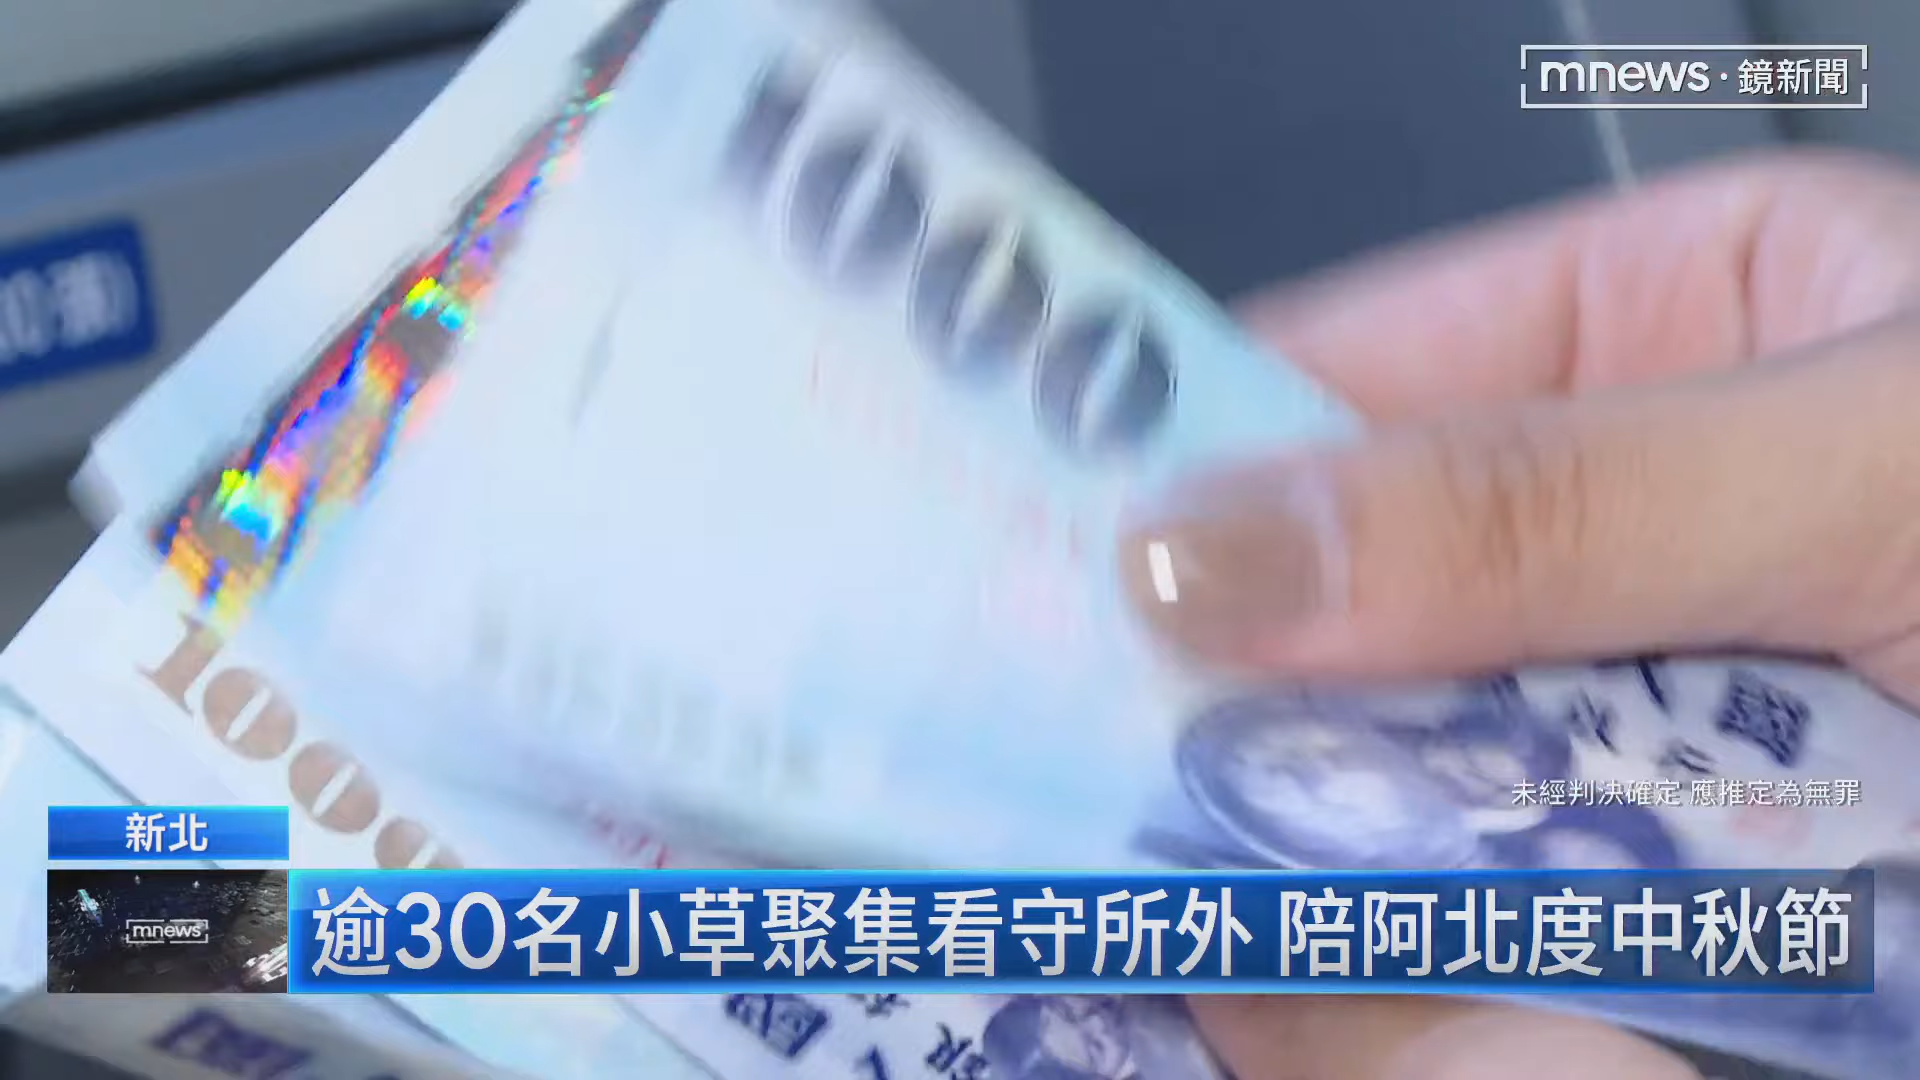 mnews·鏡新聞
1000
未經判決確定 應推定為無罪
新北
mnews
逾30名小草聚集看守所外 陪阿北度中秋節